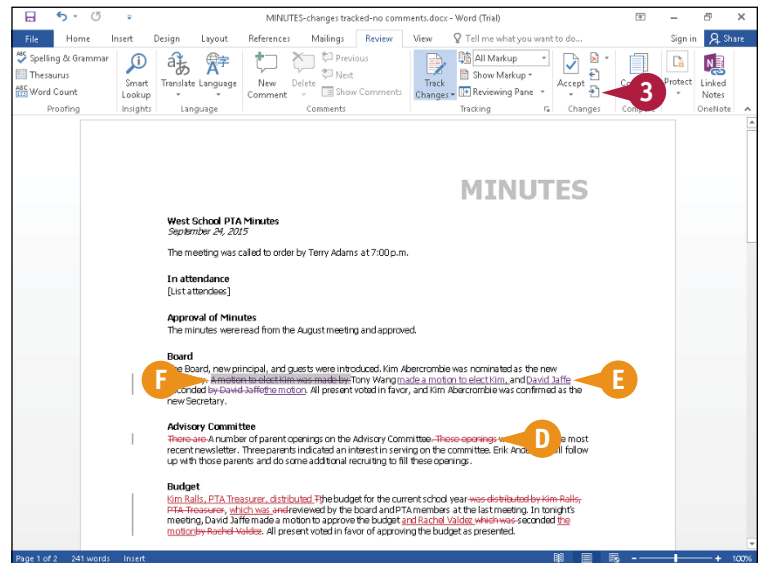 MINUTES-changes tracked-no comments.docx - Word (Trial)
File Home Insert Design Layout References Mailings Review View Tell me what you want to do... Sign in Share
ABC Spelling & Grammar
Thesaurus
ABC 123 Word Count
Proofing
Smart Lookup
Insights
Translate Language
Language
New Comment
Delete
Previous
Next
Show Comments
Comments
Track Changes
All Markup
Show Markup
Reviewing Pane
Tracking
Accept
Changes
3
Protect
Linked Notes
OneNote
MINUTES
West School PTA Minutes
September 24, 2015
The meeting was called to order by Terry Adams at 7:00 p.m.
In attendance
[List attendees]
Approval of Minutes
The minutes were read from the August meeting and approved.
Board
Board, new principal, and guests were introduced. Kim Abercrombie was nominated as the new
F A motion to elect Kim was made by Tony Wang made a motion to elect Kim, and David Jaffe E
by David Jaffethe motion. All present voted in favor, and Kim Abercrombie was confirmed as the
new Secretary.
Advisory Committee
There are A number of parent openings on the Advisory Committee. These openings D most
recent newsletter. Three parents indicated an interest in serving on the committee. Erik follow
up with those parents and do some additional recruiting to fill these openings.
Budget
Kim Ralls, PTA Treasurer, distributed Tthe budget for the current school year was distributed by Kim Ralls,
PTA Treasurer, which was and reviewed by the board and PTA members at the last meeting. In tonight's
meeting, David Jaffe made a motion to approve the budget and Rachel Valdez which was seconded the
motionby Rachel Valdez. All present voted in favor of approving the budget as presented.
Page 1 of 2 241 words Insert 100%